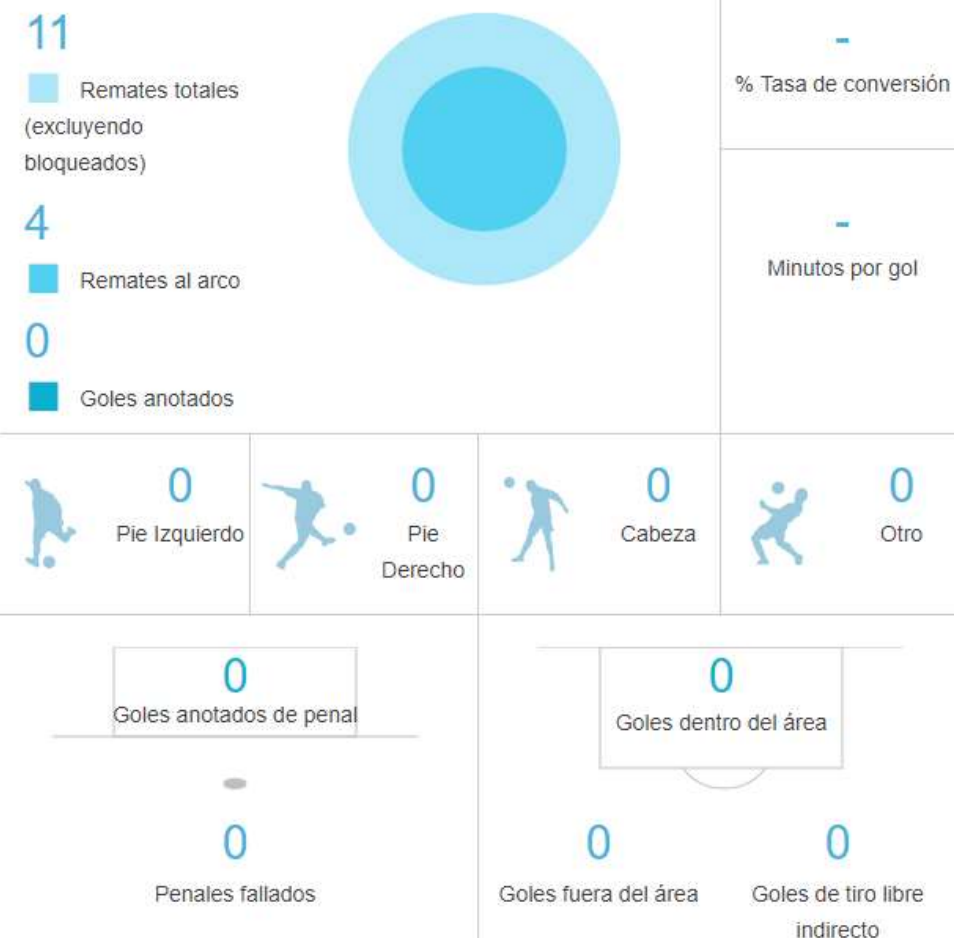 11
Remates totales
(excluyendo
bloqueados)
4
Remates al arco
0
Goles anotados
-
% Tasa de conversión
-
Minutos por gol
0
Pie Izquierdo
0
Pie
Derecho
0
Cabeza
0
Otro
0
Goles anotados de penal
0
Penales fallados
0
Goles dentro del área
0
Goles fuera del área
0
Goles de tiro libre
indirecto